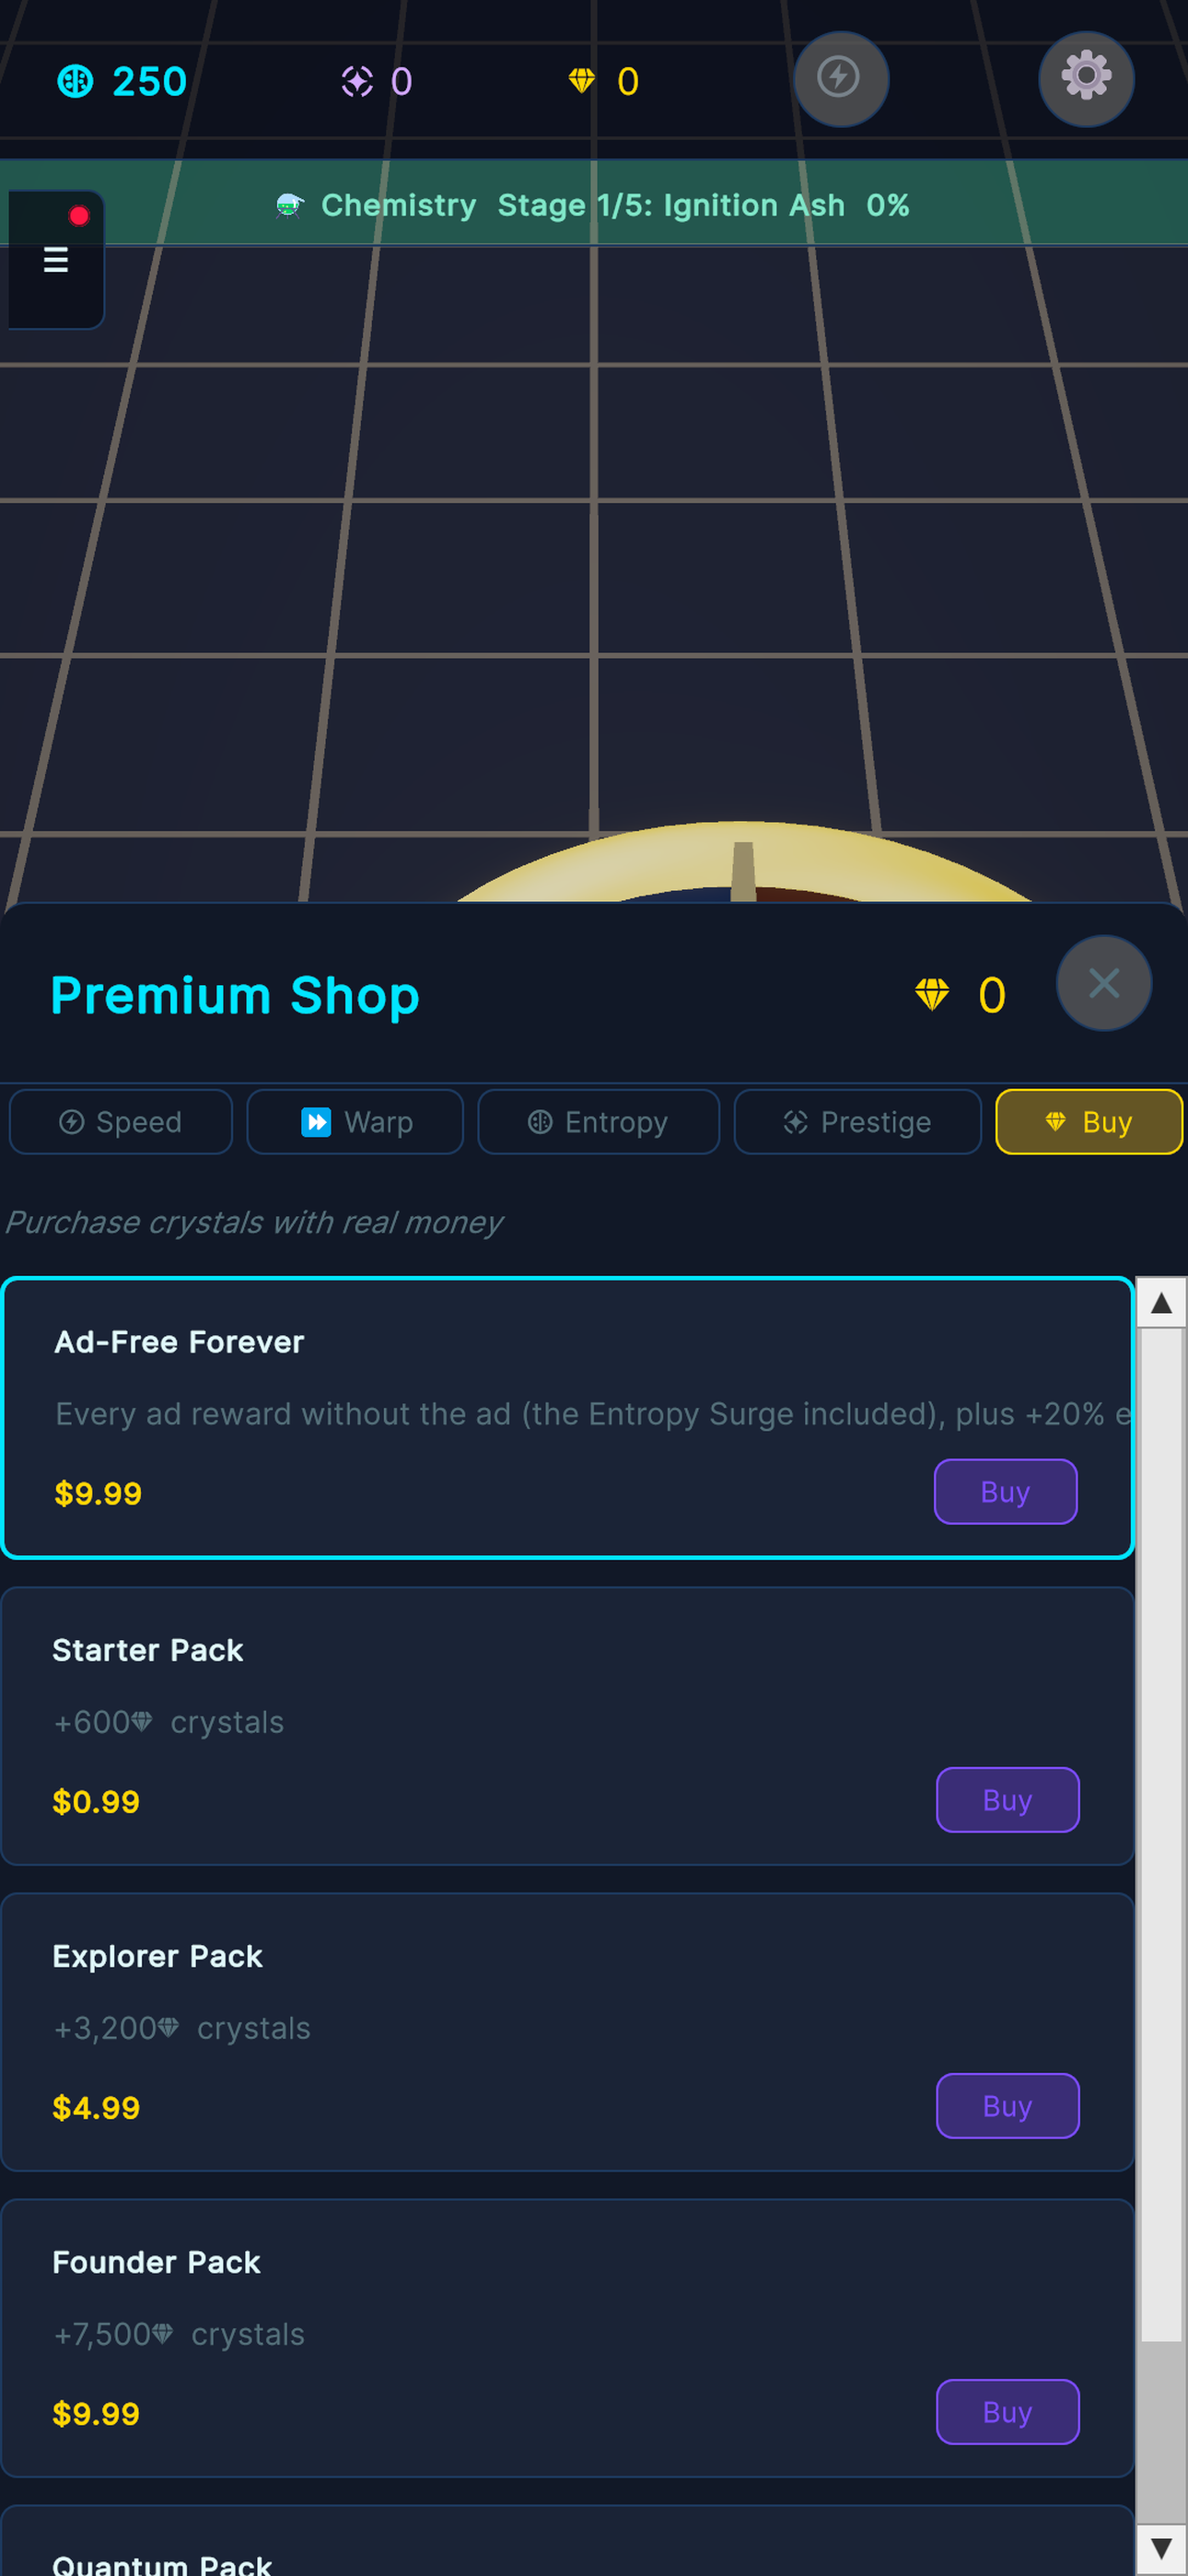 250 0 0
Chemistry Stage 1/5: Ignition Ash 0%
Premium Shop 0
Speed Warp Entropy Prestige Buy
Purchase crystals with real money
Ad-Free Forever
Every ad reward without the ad (the Entropy Surge included), plus +20% e
$9.99 Buy
Starter Pack
+600 crystals
$0.99 Buy
Explorer Pack
+3,200 crystals
$4.99 Buy
Founder Pack
+7,500 crystals
$9.99 Buy
Quantum Pack